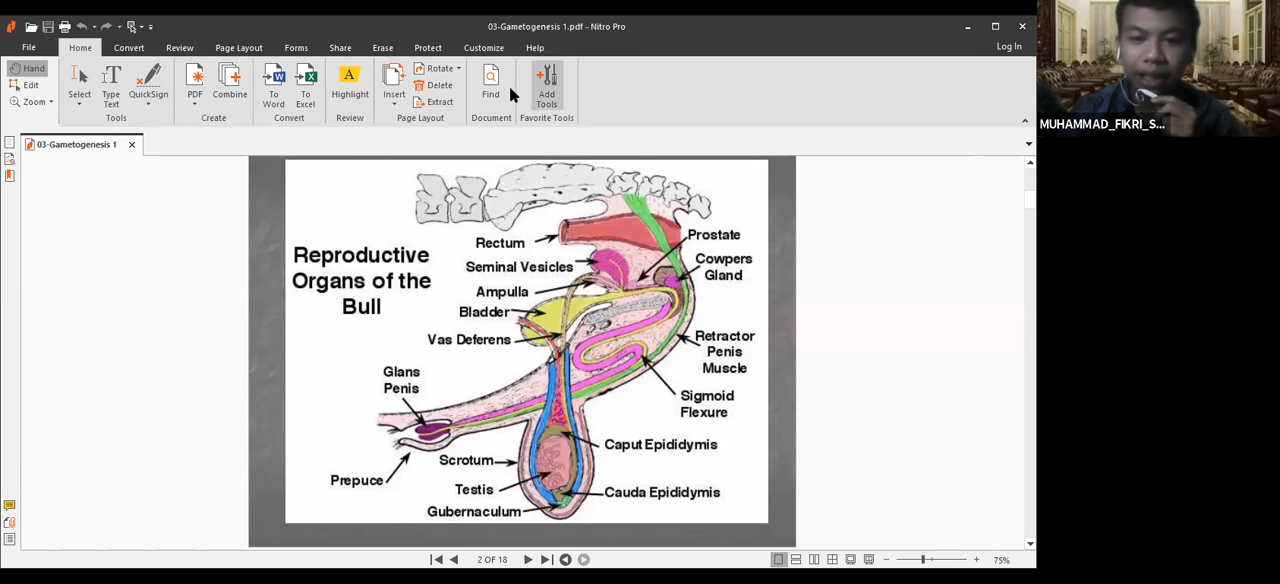 03-Gametogenesis 1.pdf - Nitro Pro
File Home Convert Review Page Layout Forms Share Erase Protect Customize Help Log In
Hand
Edit
Zoom
Select
Type Text
QuickSign
PDF
Combine
To Word
To Excel
Highlight
Insert
Rotate
Delete
Extract
Find
Add Tools
Tools Create Convert Review Page Layout Document Favorite Tools
03-Gametogenesis 1
Reproductive
Organs of the
Bull
Rectum
Seminal Vesicles
Ampulla
Bladder
Vas Deferens
Glans
Penis
Prepuce
Scrotum
Testis
Gubernaculum
Prostate
Cowpers
Gland
Retractor
Penis
Muscle
Sigmoid
Flexure
Caput Epididymis
Cauda Epididymis
2 OF 18
75%
MUHAMMAD_FIKRI_S...